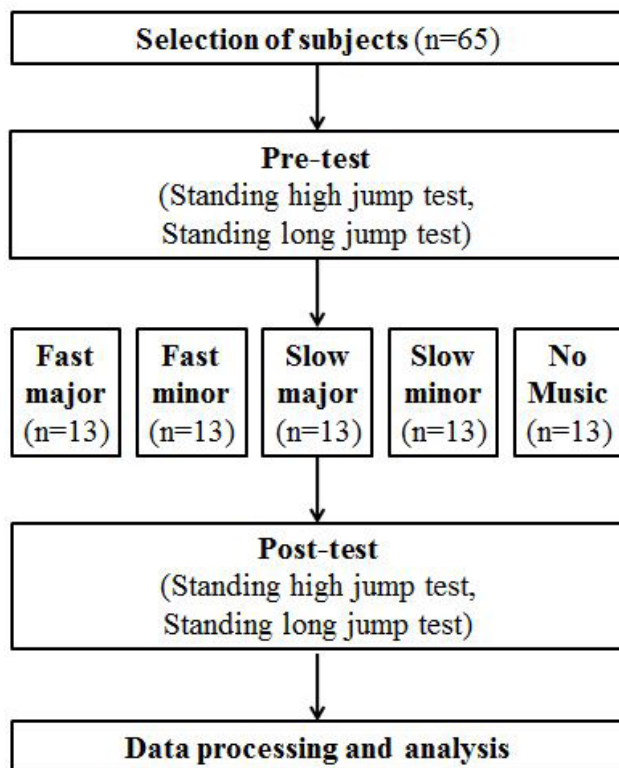 Selection of subjects (n=65)
Pre-test
(Standing high jump test,
Standing long jump test)
Fast
major
(n=13)
Fast
minor
(n=13)
Slow
major
(n=13)
Slow
minor
(n=13)
No
Music
(n=13)
Post-test
(Standing high jump test,
Standing long jump test)
Data processing and analysis